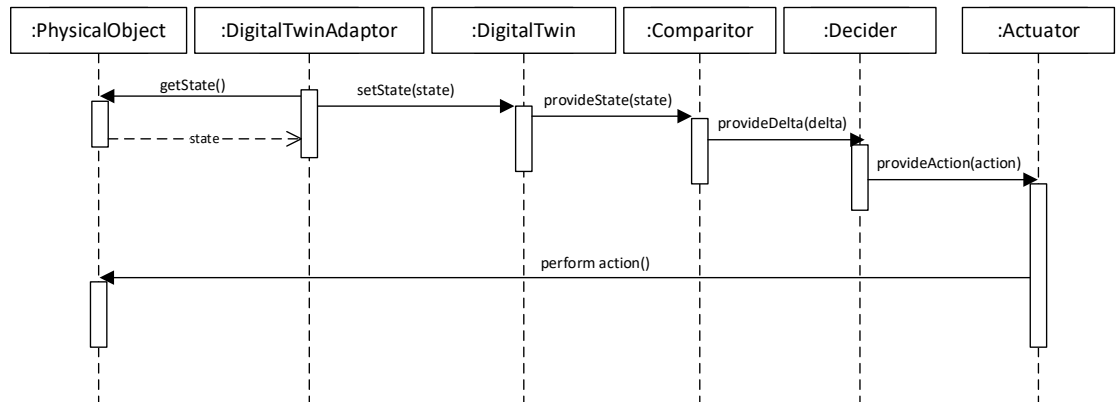 :PhysicalObject
:DigitalTwinAdaptor
:DigitalTwin
:Comparitor
:Decider
:Actuator
getState()
setState(state)
provideState(state)
provideDelta(delta)
state
provideAction(action)
perform action()